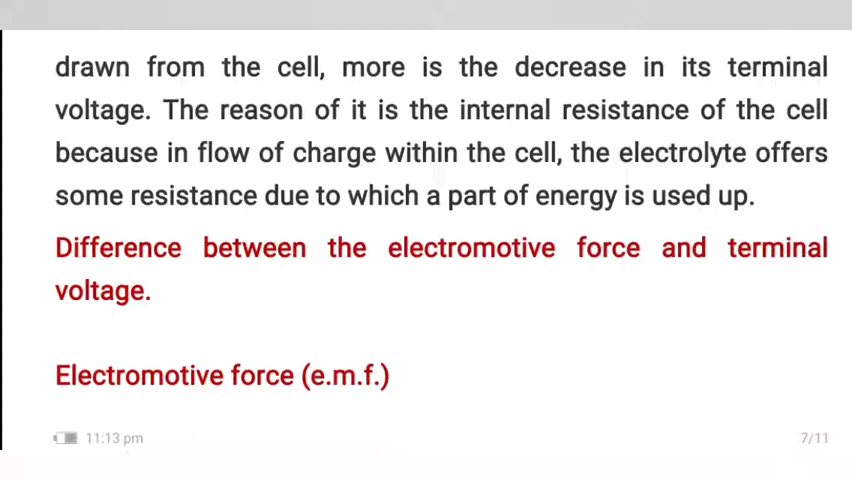 drawn from the cell, more is the decrease in its terminal
voltage. The reason of it is the internal resistance of the cell
because in flow of charge within the cell, the electrolyte offers
some resistance due to which a part of energy is used up.
Difference between the electromotive force and terminal
voltage.
Electromotive force (e.m.f.)
11:13 pm
7/11